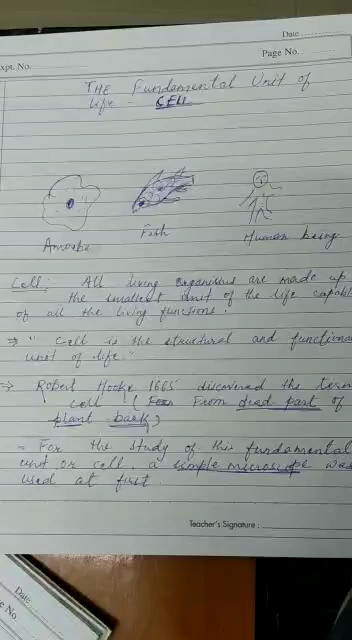 Date
Expt. No.
Page No.
THE Fundamental Unit of
life - CELL
Amoeba
Fish
Human being
Cell; All living organisms are made up
the smallest unit of the life capabl
of all the living functions.
⇒ "Cell is the structural and functiona
unit of life."
→ Robert Hooke 1665 discovered the term
cell ( From dead part of
plant bark)
- For the study of this fundamental
unit or cell, a simple microscope was
used at first.
Teacher's Signature :
Date
e No.